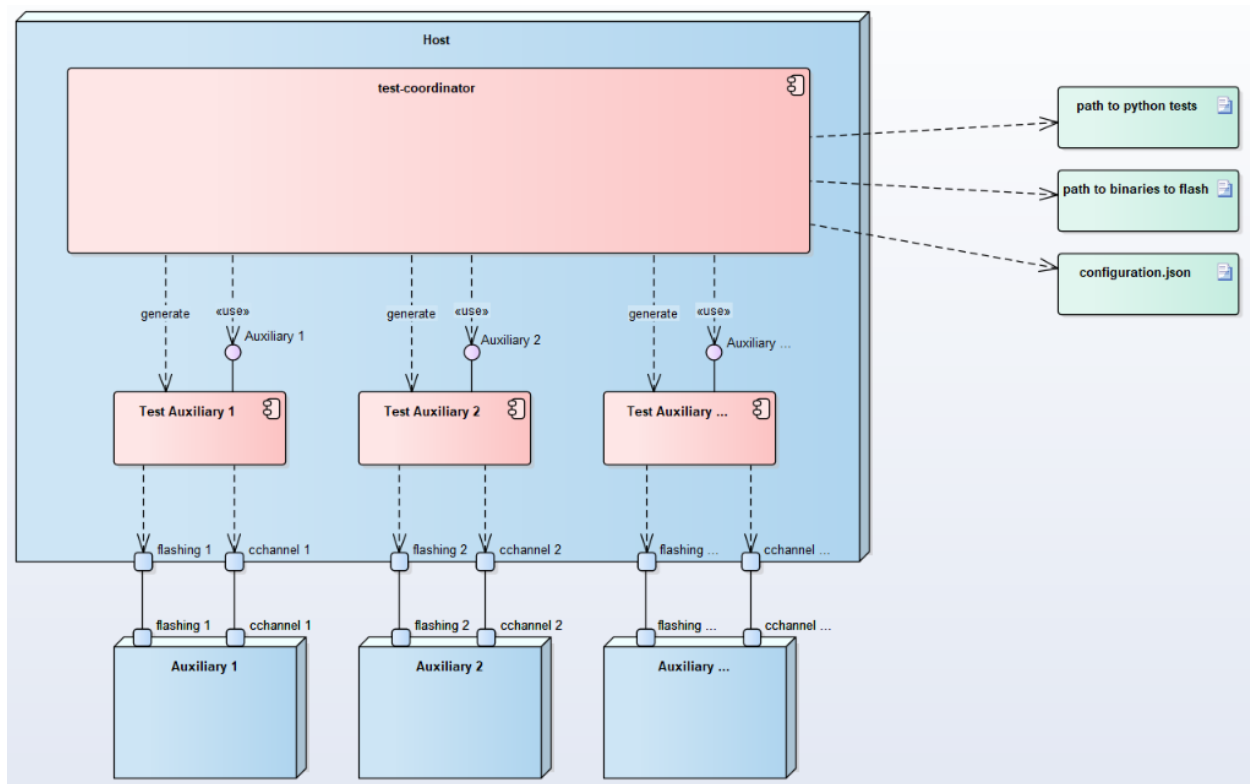 Host
test-coordinator
path to python tests
path to binaries to flash
configuration.json
generate
«use»
generate
«use»
generate
«use»
Auxiliary 1
Auxiliary 2
Auxiliary ...
Test Auxiliary 1
Test Auxiliary 2
Test Auxiliary ...
flashing 1
cchannel 1
flashing 2
cchannel 2
flashing ...
cchannel ...
flashing 1
cchannel 1
flashing 2
cchannel 2
flashing ...
cchannel ...
Auxiliary 1
Auxiliary 2
Auxiliary ...